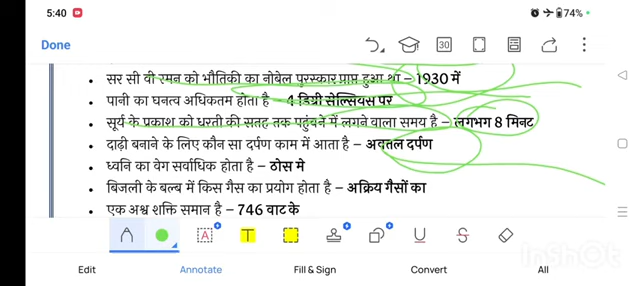 5:40 74%
Done 30
• सर सी वी रमन को भौतिकी का नोबेल पुरस्कार प्राप्त हुआ था – 1930 में
• पानी का घनत्व अधिकतम होता है – 4 डिग्री सेल्सियस पर
• सूर्य के प्रकाश को धरती की सतह तक पहुंचने में लगने वाला समय है – लगभग 8 मिनट
• दाढ़ी बनाने के लिए कौन सा दर्पण काम में आता है – अवतल दर्पण
• ध्वनि का वेग सर्वाधिक होता है – ठोस मे
• बिजली के बल्ब में किस गैस का प्रयोग होता है – अक्रिय गैसों का
• एक अश्व शक्ति समान है – 746 वाट के
A T U S
InShOt
Edit Annotate Fill & Sign Convert All